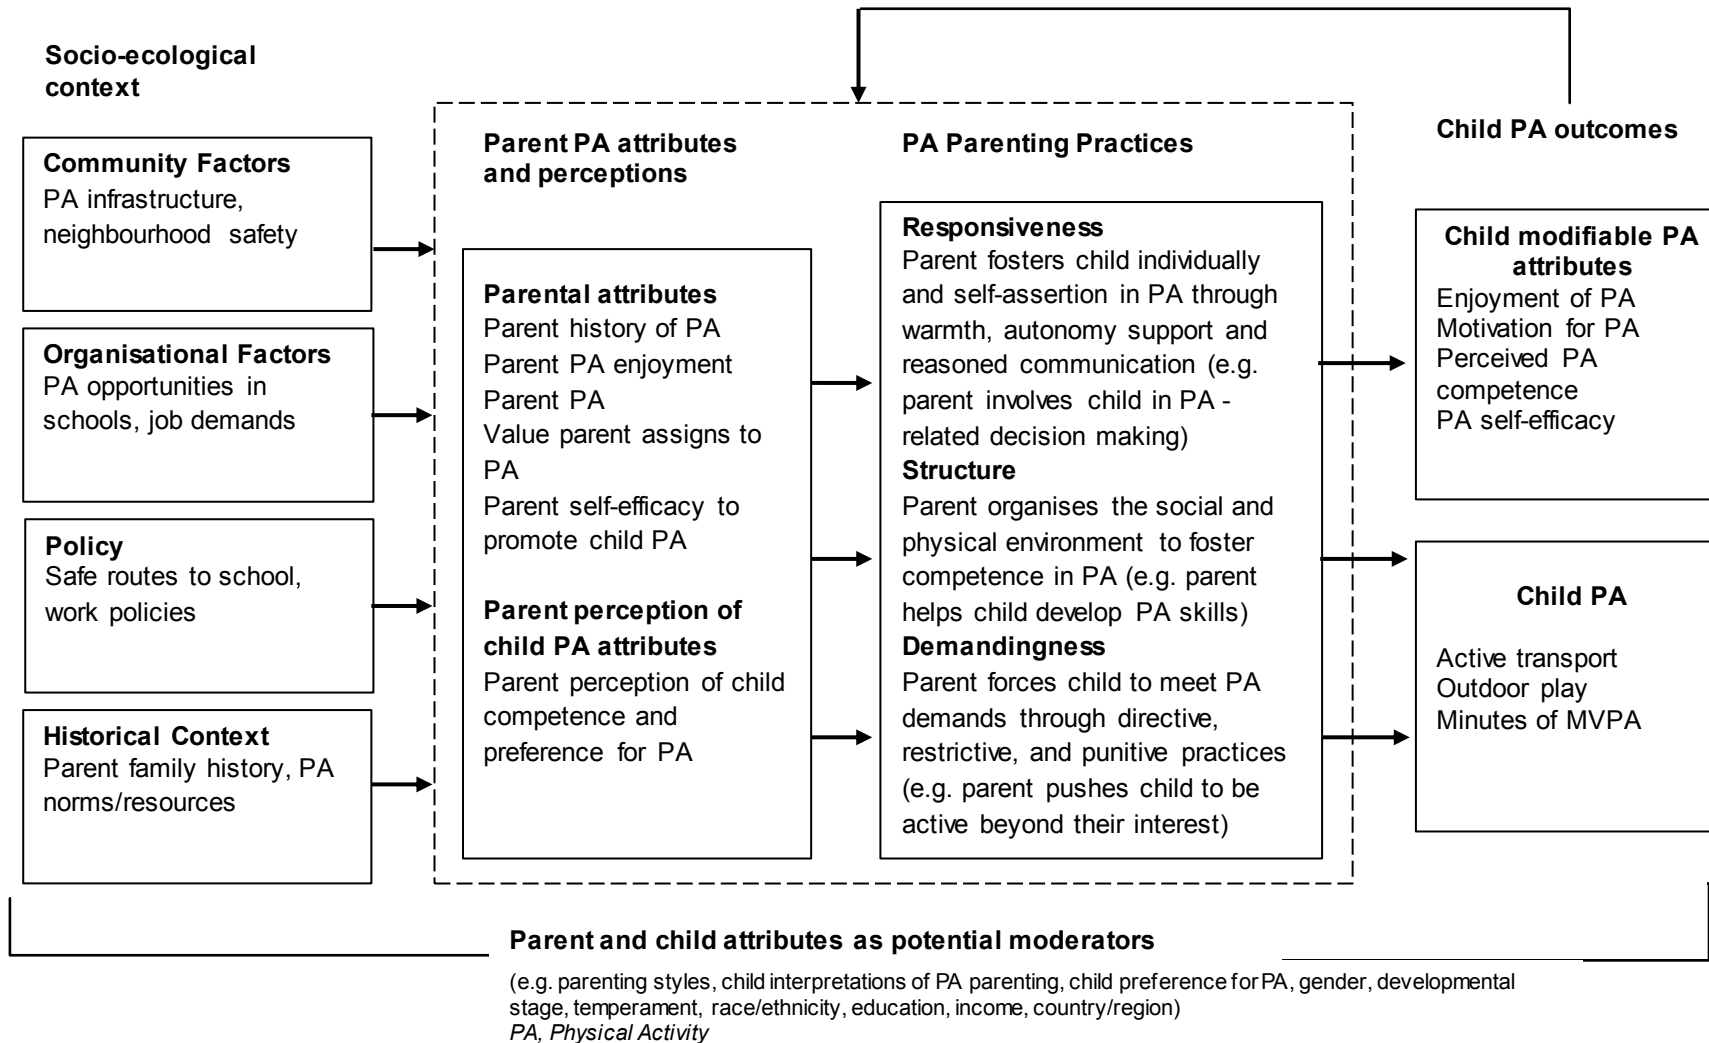 Socio-ecological
context
Community Factors
PA infrastructure,
neighbourhood safety
Organisational Factors
PA opportunities in
schools, job demands
Policy
Safe routes to school,
work policies
Historical Context
Parent family history, PA
norms/resources
Parent PA attributes
and perceptions
Parental attributes
Parent history of PA
Parent PA enjoyment
Parent PA
Value parent assigns to
PA
Parent self-efficacy to
promote child PA
Parent perception of
child PA attributes
Parent perception of child
competence and
preference for PA
PA Parenting Practices
Responsiveness
Parent fosters child individually
and self-assertion in PA through
warmth, autonomy support and
reasoned communication (e.g.
parent involves child in PA -
related decision making)
Structure
Parent organises the social and
physical environment to foster
competence in PA (e.g. parent
helps child develop PA skills)
Demandingness
Parent forces child to meet PA
demands through directive,
restrictive, and punitive practices
(e.g. parent pushes child to be
active beyond their interest)
Child PA outcomes
Child modifiable PA
attributes
Enjoyment of PA
Motivation for PA
Perceived PA
competence
PA self-efficacy
Child PA
Active transport
Outdoor play
Minutes of MVPA
Parent and child attributes as potential moderators
(e.g. parenting styles, child interpretations of PA parenting, child preference for PA, gender, developmental
stage, temperament, race/ethnicity, education, income, country/region)
PA, Physical Activity